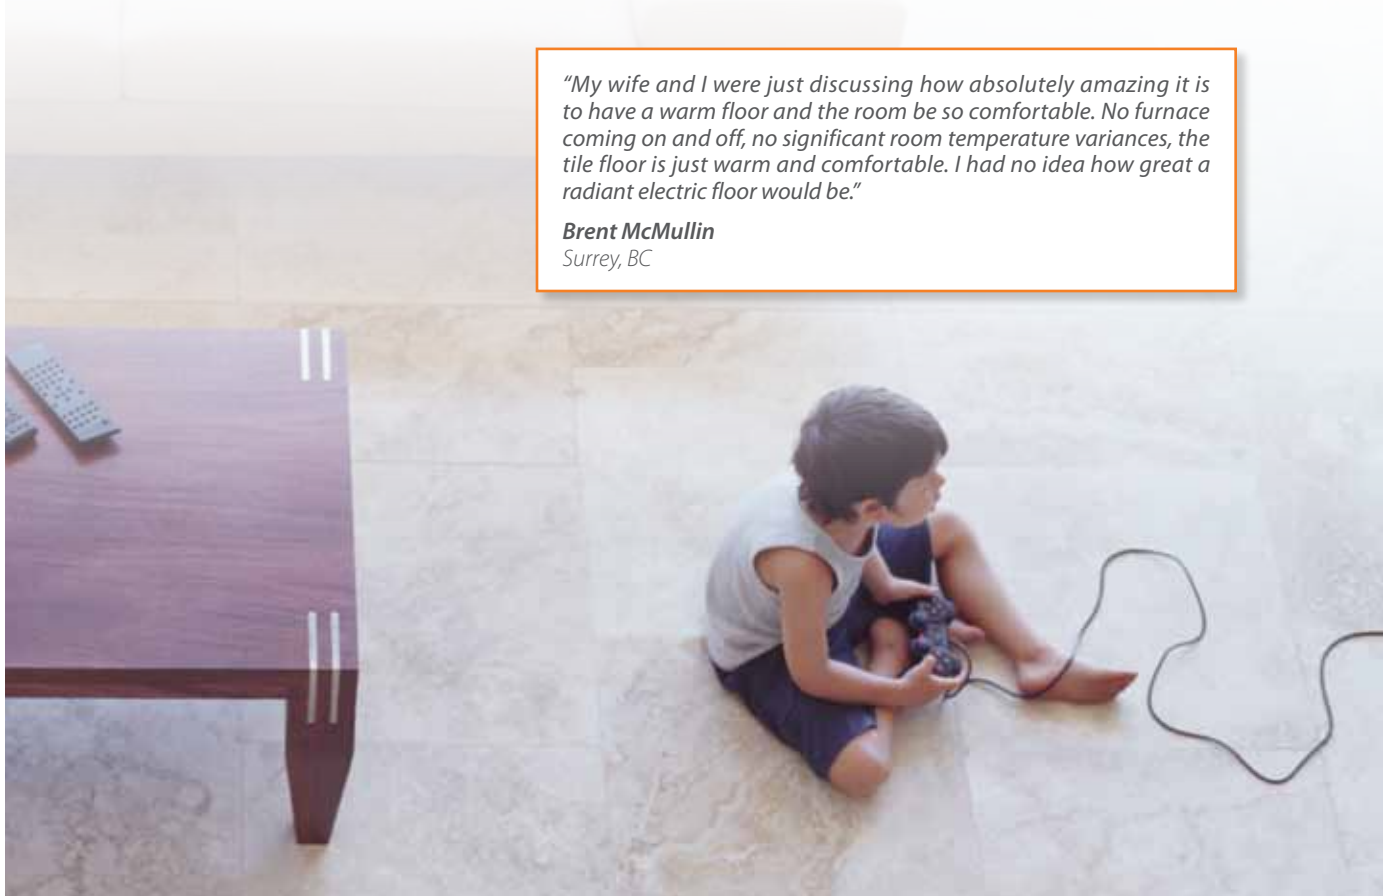 “My wife and I were just discussing how absolutely amazing it is
to have a warm floor and the room be so comfortable. No furnace
coming on and off, no significant room temperature variances, the
tile floor is just warm and comfortable. I had no idea how great a
radiant electric floor would be.”
Brent McMullin
Surrey, BC